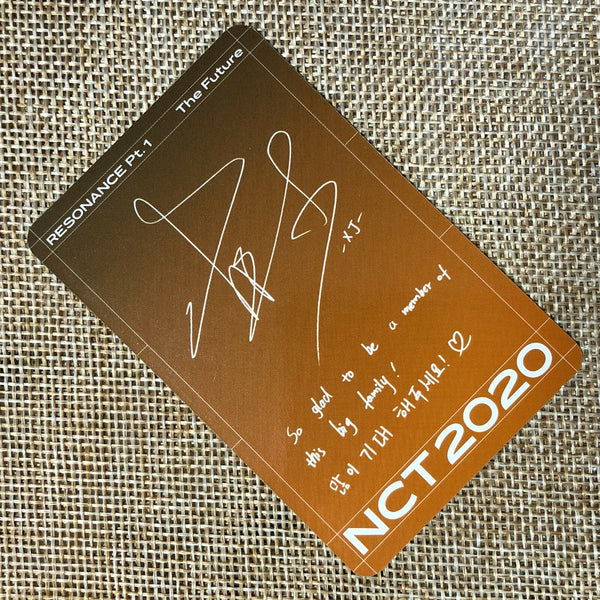 RESONANCE Pt.1 The Future
-XJ-
So glad to be a member of
this big family!
많이 기대 해주세요! ♡
NCT 2020